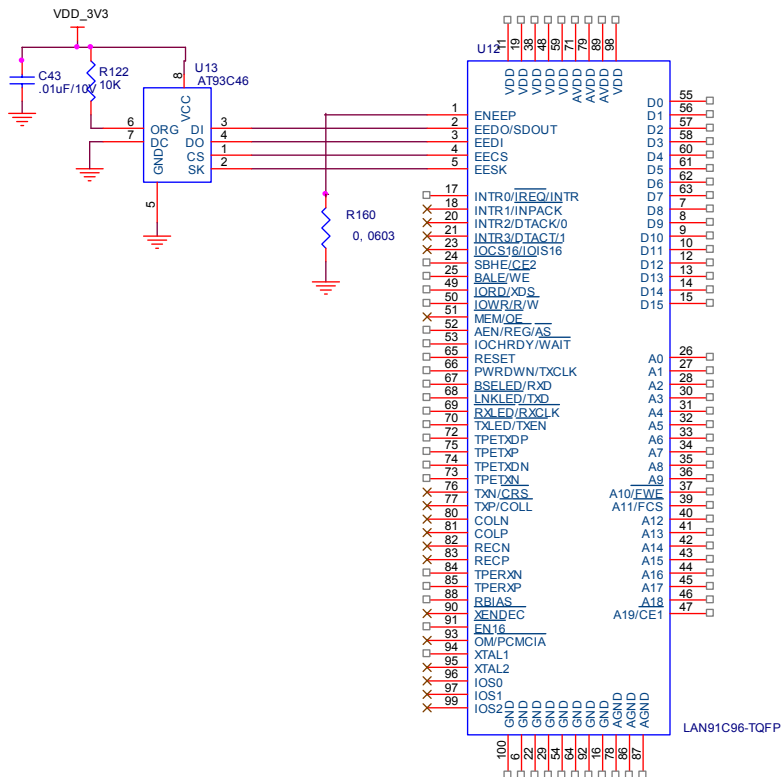 VDD_3V3
C43
.01uF/10V
R122
10K
U13
AT93C46
8
VCC
6 ORG DI 3
7 DC DO 4
GND CS 1
SK 2
5
R160
0, 0603
U12
11 19 38 48 59 71 79 89 98
VDD VDD VDD VDD VDD VDD AVDD AVDD VDD
1 ENEEP
2 EEDO/SDOUT
3 EEDI
4 EECS
5 EESK
17 INTR0/IREQ/INTR
18 INTR1/INPACK
20 INTR2/DTACK/0
21 INTR3/DTACT/1
23 IOCS16/IOIS16
24 SBHE/CE2
25 BALE/WE
49 IORD/XDS
50 IOWR/R/W
51 MEM/OE
52 AEN/REG/AS
53 IOCHRDY/WAIT
65 RESET
66 PWRDWN/TXCLK
67 BSELED/RXD
68 LNKLED/TXD
69 RXLED/RXCLK
70 TXLED/TXEN
72 TPETXDP
75 TPETXP
74 TPETXDN
73 TPETXN
76 TXN/CRS
77 TXP/COLL
80 COLN
81 COLP
82 RECN
83 RECP
84 TPERXN
85 TPERXP
88 RBIAS
90 XENDEC
91 EN16
93 OM/PCMCIA
94 XTAL1
95 XTAL2
96 IOS0
97 IOS1
99 IOS2
D0 55
D1 56
D2 57
D3 58
D4 60
D5 61
D6 62
D7 63
D8 7
D9 8
D10 9
D11 10
D12 12
D13 13
D14 14
D15 15
A0 26
A1 27
A2 28
A3 30
A4 31
A5 32
A6 33
A7 34
A8 35
A9 36
A10/FWE 37
A11/FCS 39
A12 40
A13 41
A14 42
A15 43
A16 44
A17 45
A18 46
A19/CE1 47
GND GND GND GND GND GND GND GND AGND AGND AGND
100 6 22 29 54 64 92 16 78 86 87
LAN91C96-TQFP